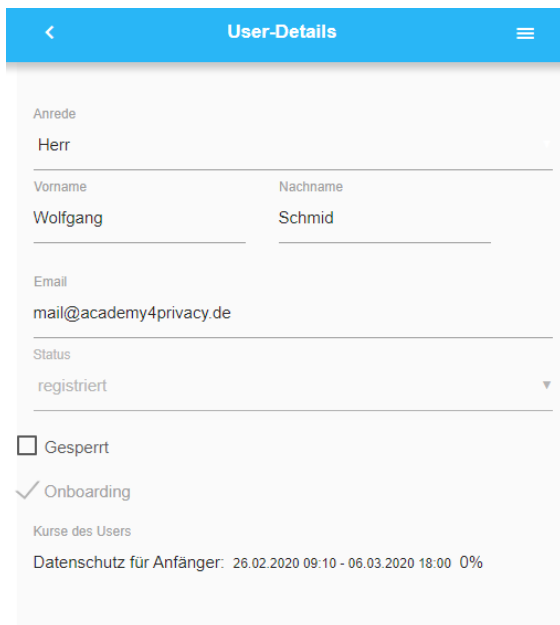 User-Details
Anrede
Herr
Vorname Nachname
Wolfgang Schmid
Email
mail@academy4privacy.de
Status
registriert
Gesperrt
Onboarding
Kurse des Users
Datenschutz für Anfänger: 26.02.2020 09:10 - 06.03.2020 18:00 0%